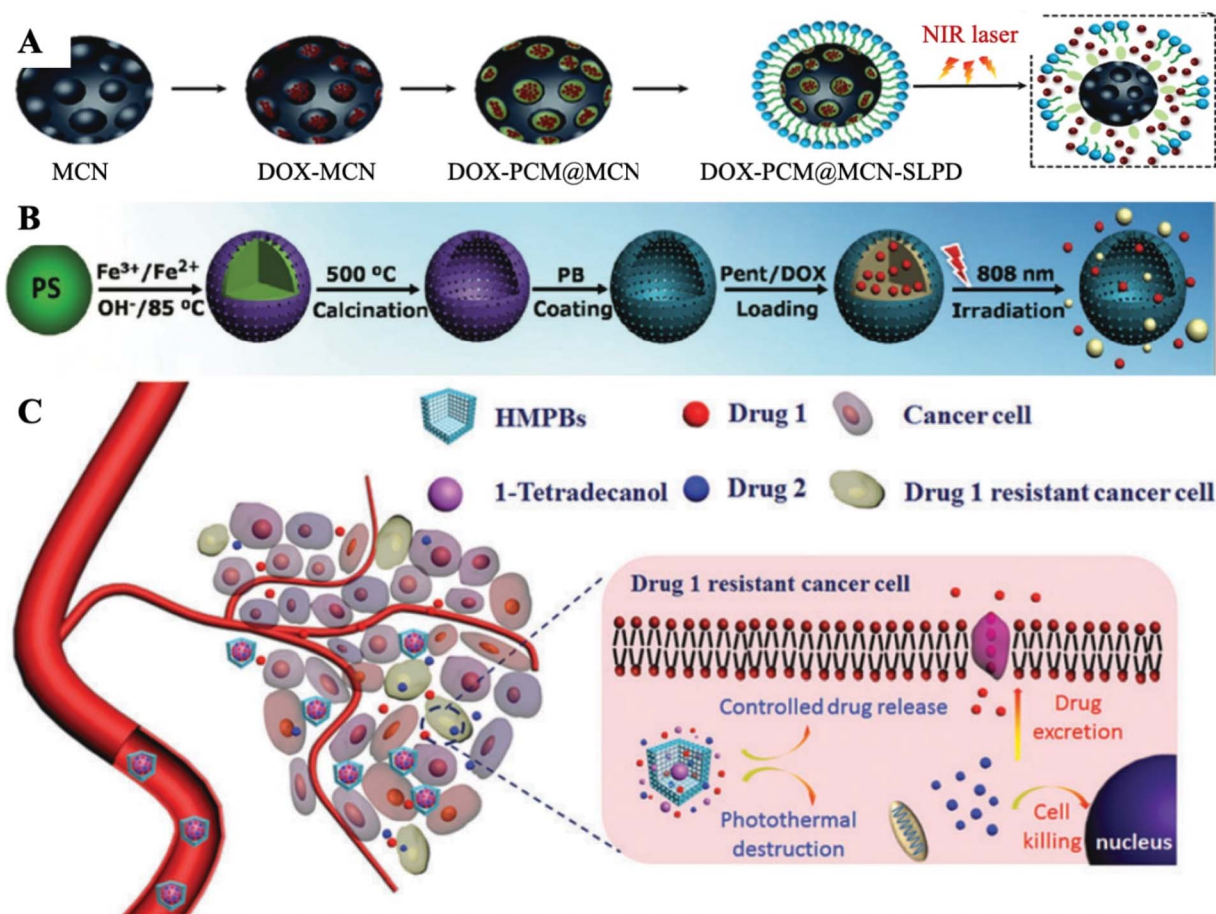 A
NIR laser
MCN
DOX-MCN
DOX-PCM@MCN
DOX-PCM@MCN-SLPD
B
PS
Fe³⁺/Fe²⁺
OH⁻/85 ⁰C
500 ⁰C
Calcination
PB
Coating
Pent/DOX
Loading
808 nm
Irradiation
C
HMPBs
Drug 1
Cancer cell
1-Tetradecanol
Drug 2
Drug 1 resistant cancer cell
Drug 1 resistant cancer cell
Controlled drug release
Drug
excretion
Photothermal
destruction
Cell
killing
nucleus